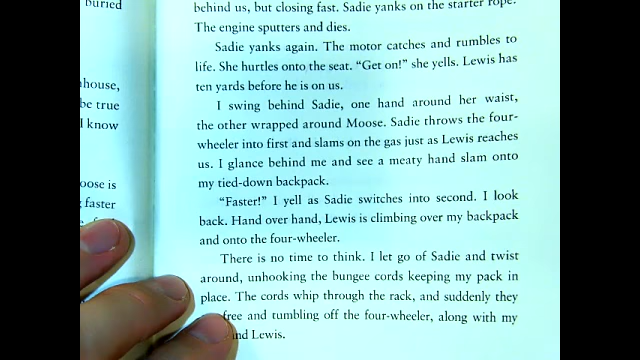 buried
house,
be true
I know
oose is
faster
behind us, but closing fast. Sadie yanks on the starter rope.
The engine sputters and dies.
Sadie yanks again. The motor catches and rumbles to
life. She hurtles onto the seat. “Get on!” she yells. Lewis has
ten yards before he is on us.
I swing behind Sadie, one hand around her waist,
the other wrapped around Moose. Sadie throws the four-
wheeler into first and slams on the gas just as Lewis reaches
us. I glance behind me and see a meaty hand slam onto
my tied-down backpack.
“Faster!” I yell as Sadie switches into second. I look
back. Hand over hand, Lewis is climbing over my backpack
and onto the four-wheeler.
There is no time to think. I let go of Sadie and twist
around, unhooking the bungee cords keeping my pack in
place. The cords whip through the rack, and suddenly they
free and tumbling off the four-wheeler, along with my
nd Lewis.